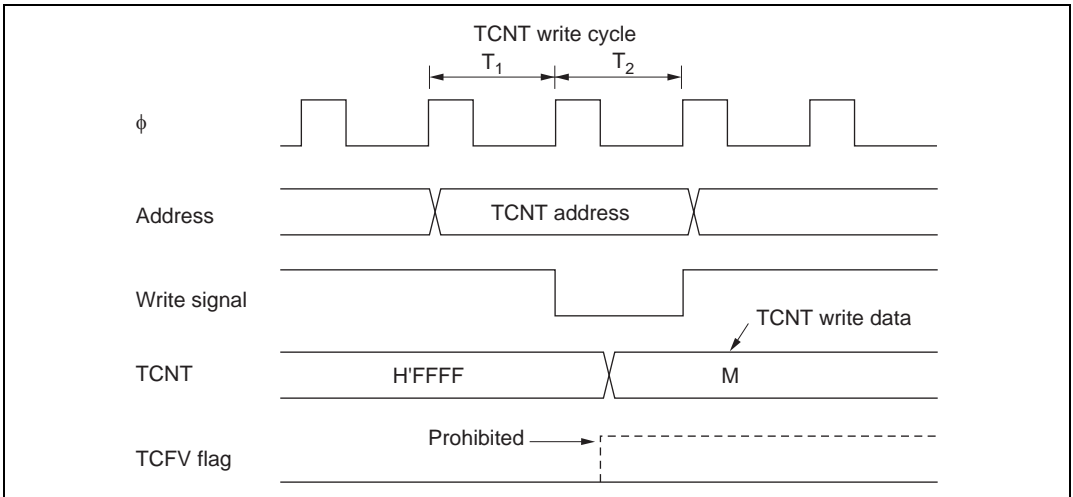 TCNT write cycle
T1 T2
ϕ
Address
TCNT address
Write signal
TCNT write data
TCNT
H'FFFF
M
Prohibited
TCFV flag